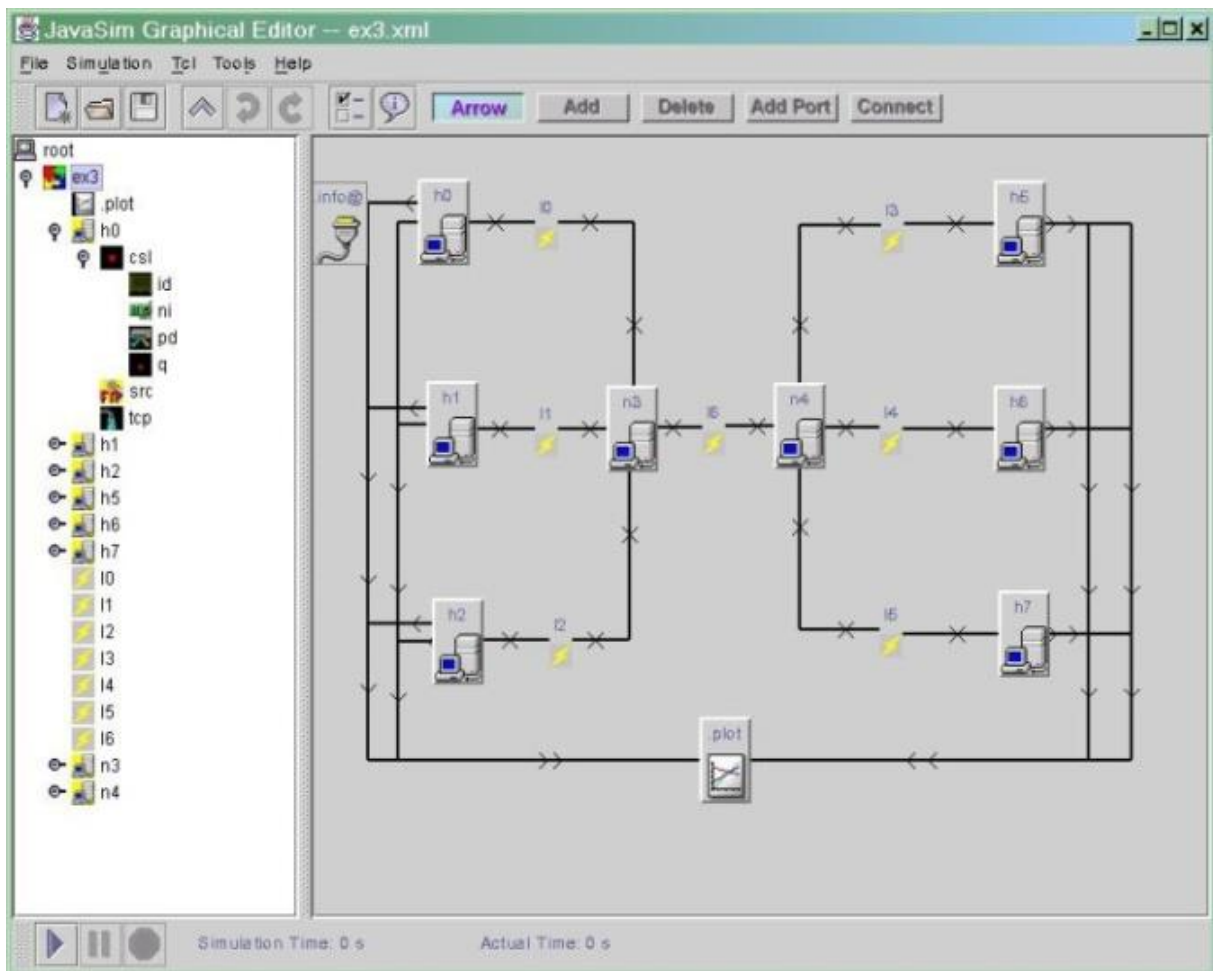 JavaSim Graphical Editor -- ex3.xml
File Simulation Tcl Tools Help
Arrow Add Delete Add Port Connect
root
ex3
.plot
h0
csl
id
ni
pd
q
src
tcp
h1
h2
h5
h6
h7
l0
l1
l2
l3
l4
l5
l6
n3
n4
.info@
h0
l0
l3
h5
h1
l1
n3
l6
n4
l4
h6
h2
l2
l5
h7
.plot
Simulation Time: 0 s Actual Time: 0 s